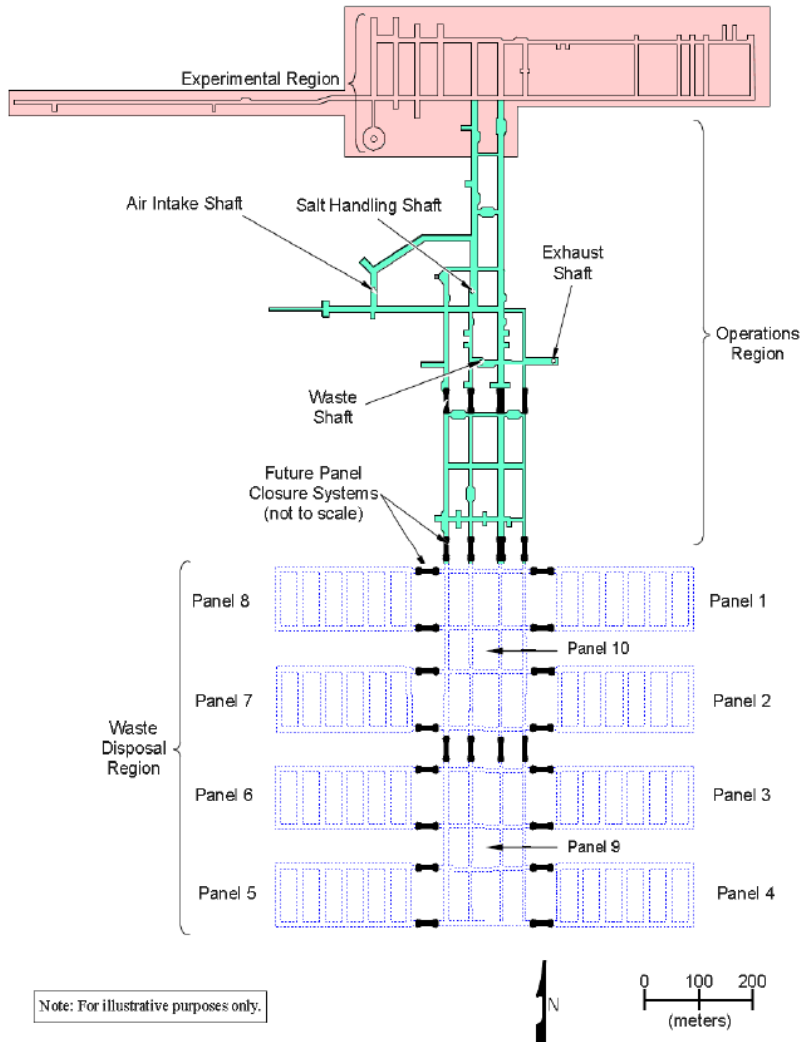 Experimental Region
Air Intake Shaft
Salt Handling Shaft
Exhaust
Shaft
Operations
Region
Waste
Shaft
Future Panel
Closure Systems
(not to scale)
Panel 8
Panel 1
Panel 10
Panel 7
Panel 2
Waste
Disposal
Region
Panel 6
Panel 3
Panel 9
Panel 5
Panel 4
Note: For illustrative purposes only.
N
0 100 200
(meters)